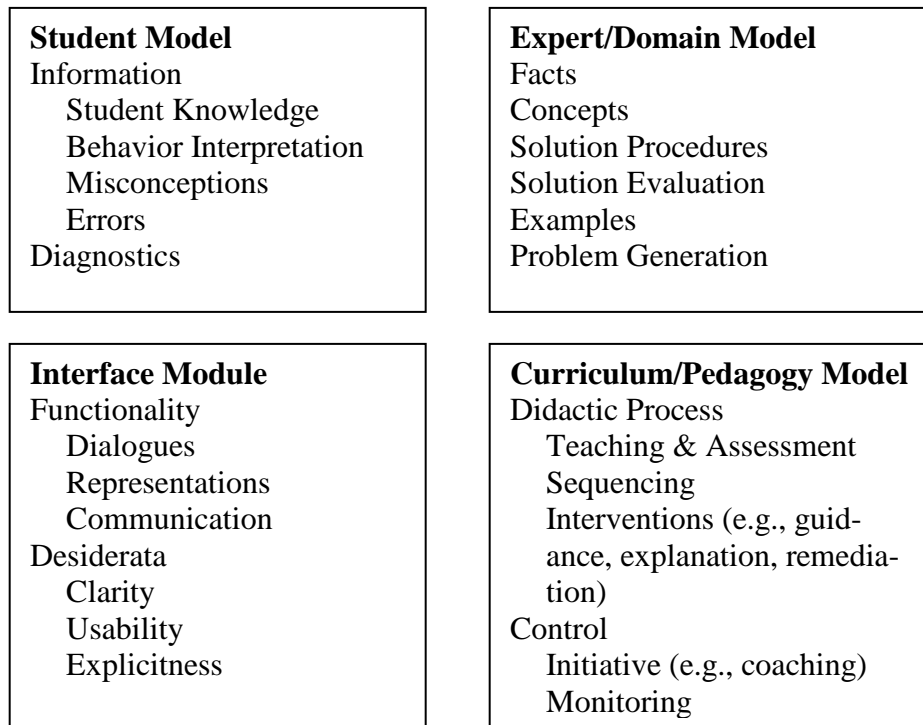 Student Model
Information
Student Knowledge
Behavior Interpretation
Misconceptions
Errors
Diagnostics
Expert/Domain Model
Facts
Concepts
Solution Procedures
Solution Evaluation
Examples
Problem Generation
Interface Module
Functionality
Dialogues
Representations
Communication
Desiderata
Clarity
Usability
Explicitness
Curriculum/Pedagogy Model
Didactic Process
Teaching & Assessment
Sequencing
Interventions (e.g., guid-
ance, explanation, remedia-
tion)
Control
Initiative (e.g., coaching)
Monitoring